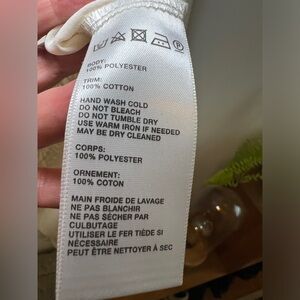 BODY:
100% POLYESTER
TRIM:
100% COTTON
HAND WASH COLD
DO NOT BLEACH
DO NOT TUMBLE DRY
USE WARM IRON IF NEEDED
MAY BE DRY CLEANED
CORPS:
100% POLYESTER
ORNEMENT:
100% COTON
MAIN FROIDE DE LAVAGE
NE PAS BLANCHIR
NE PAS SÉCHER PAR
CULBUTAGE
UTILISER LE FER TIÈDE SI
NÉCESSAIRE
PEUT ÊTRE NETTOYER À SEC